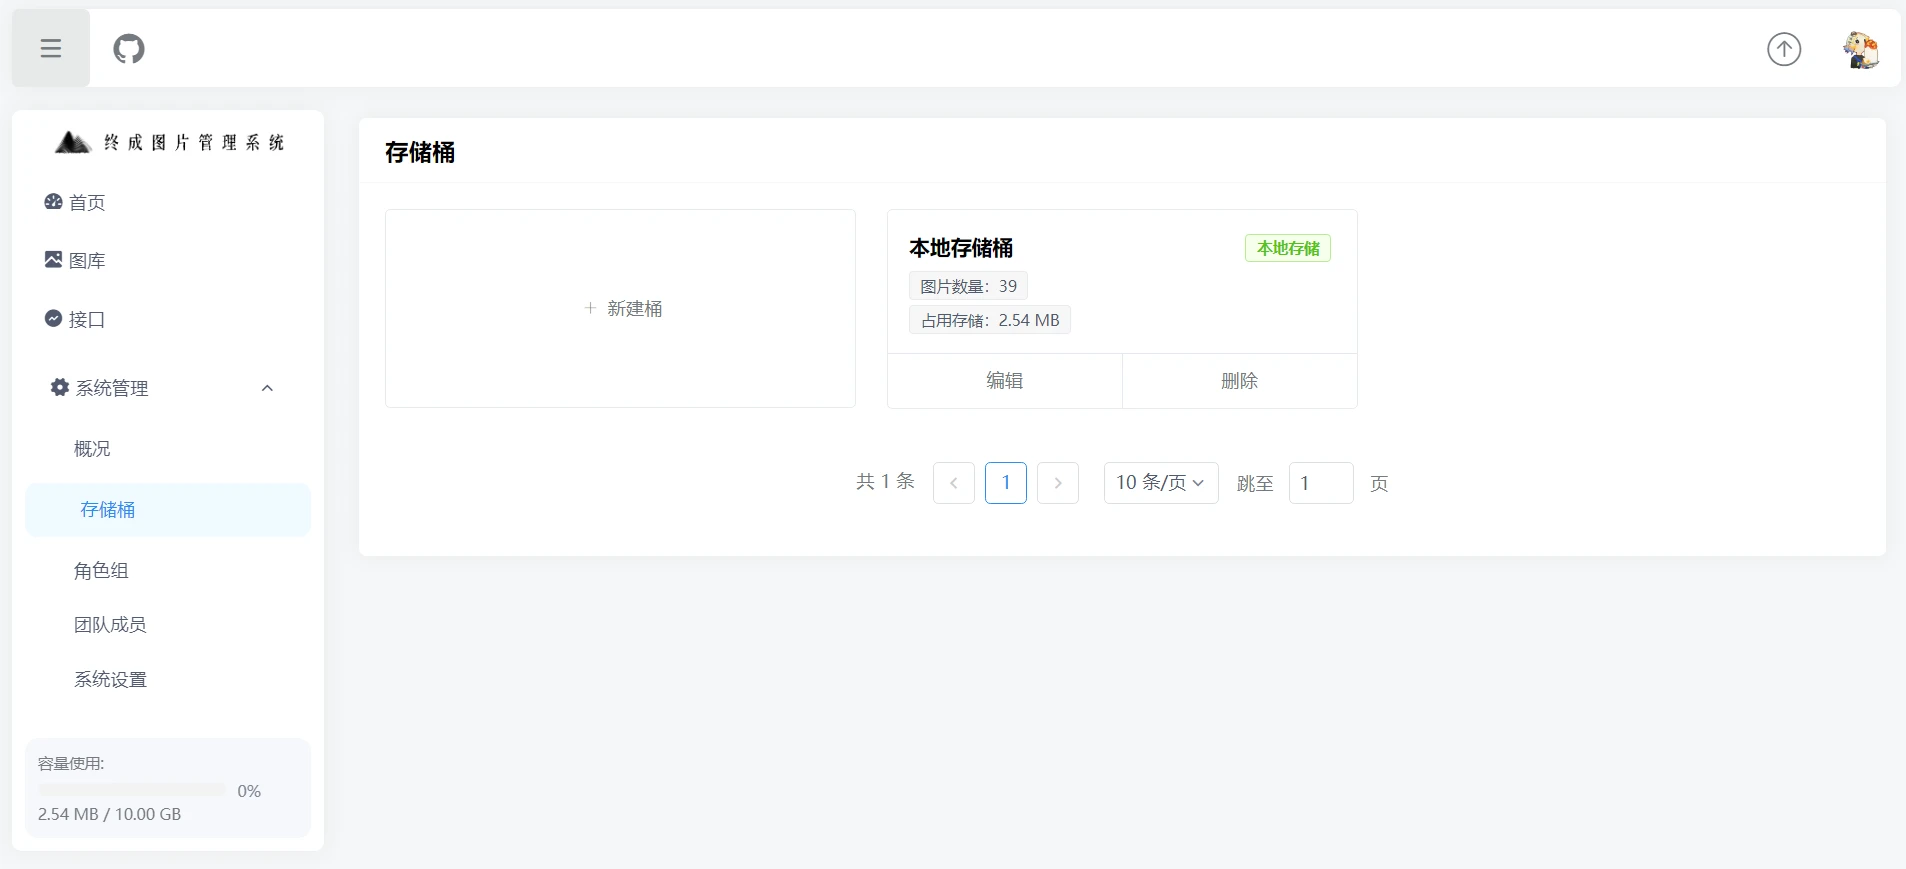 终成图片管理系统
首页
图库
接口
系统管理
概况
存储桶
角色组
团队成员
系统设置
容量使用:
0%
2.54 MB / 10.00 GB
存储桶
+ 新建桶
本地存储桶
本地存储
图片数量：39
占用存储：2.54 MB
编辑
删除
共 1 条
1
10 条/页
跳至
1
页